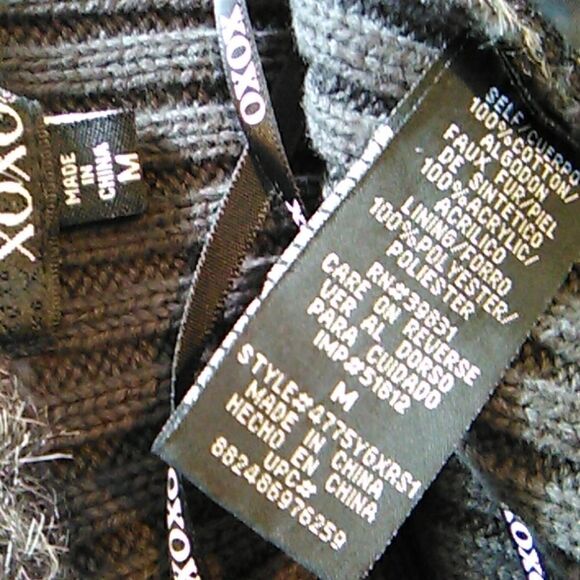 XOXO
MADE
IN
CHINA
M
XOXO
SELF/CUERPO
100%COTTON/
ALGODON
FAUX FUR/PIEL
DE SINTETICO
100%ACRYLIC/
ACRILICO
LINING/FORRO
100%POLYESTER/
POLIESTER
RN#39831
CARE ON REVERSE
VER AL DORSO
PARA CUIDADO
IMP#51612
M
STYLE#4775Y6XRS1
MADE IN CHINA
HECHO EN CHINA
UPC#
882486976259
XOXO
XOXO